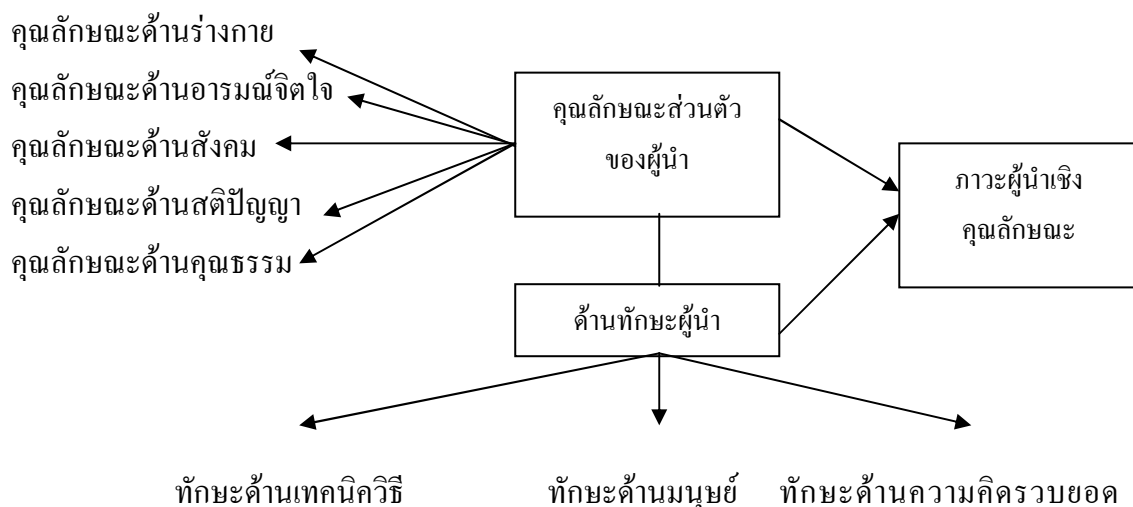 คุณลักษณะด้านร่างกาย
คุณลักษณะด้านอารมณ์จิตใจ
คุณลักษณะด้านสังคม
คุณลักษณะด้านสติปัญญา
คุณลักษณะด้านคุณธรรม
คุณลักษณะส่วนตัว
ของผู้นำ
ภาวะผู้นำเชิง
คุณลักษณะ
ด้านทักษะผู้นำ
ทักษะด้านเทคนิควิธี
ทักษะด้านมนุษย์
ทักษะด้านความคิดรวบยอด